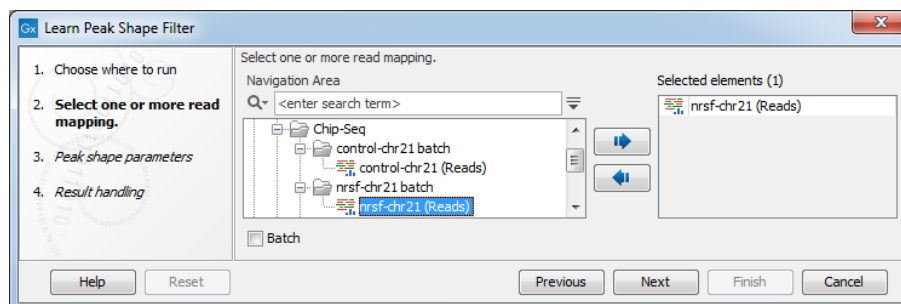 Gx Learn Peak Shape Filter
1. Choose where to run
2. Select one or more read
mapping.
3. Peak shape parameters
4. Result handling
Select one or more read mapping.
Navigation Area
<enter search term>
Chip-Seq
control-chr21 batch
control-chr21 (Reads)
nrsf-chr21 batch
nrsf-chr21 (Reads)
Batch
Selected elements (1)
nrsf-chr21 (Reads)
Help Reset Previous Next Finish Cancel